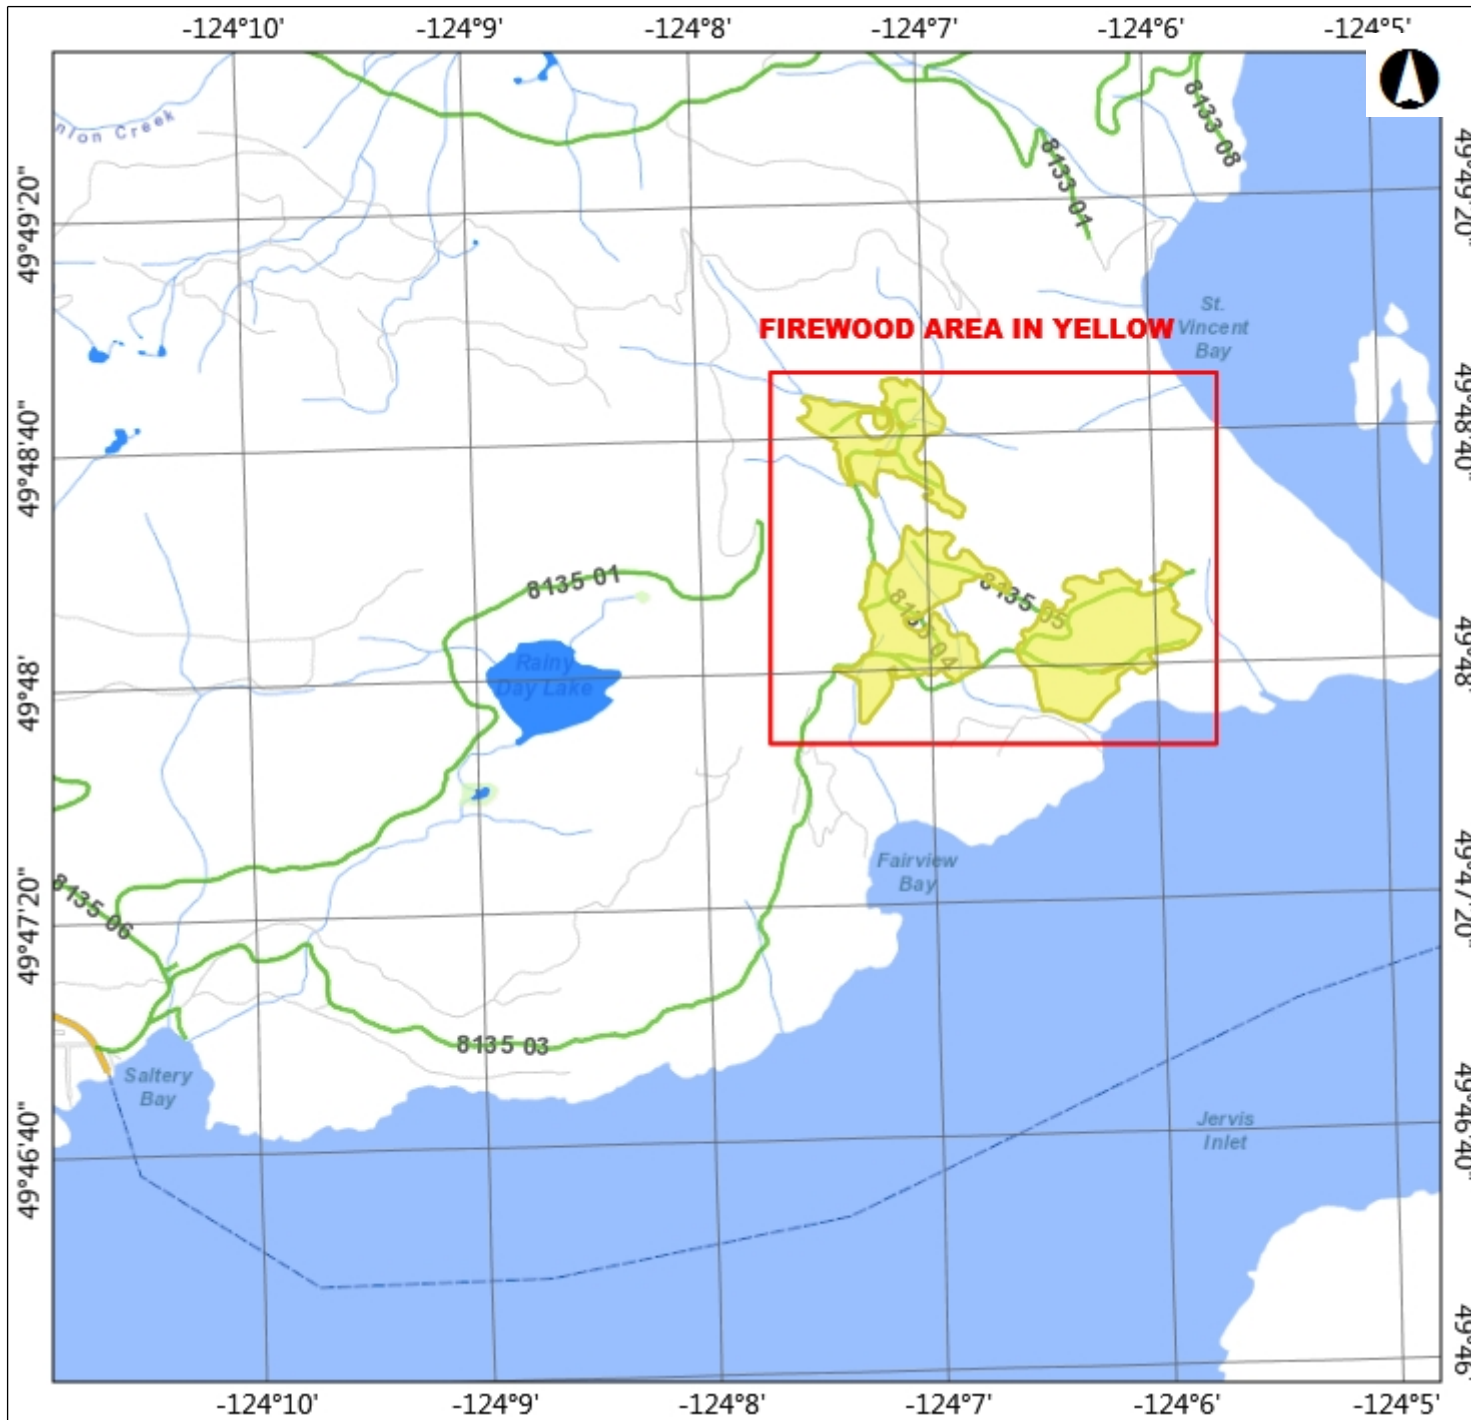 -124°10' -124°9' -124°8' -124°7' -124°6' -124°5'
nlon Creek
8133 08
8133 01
49°49'20"
49°49'20"
St.
Vincent
Bay
FIREWOOD AREA IN YELLOW
49°48'40"
49°48'40"
8135 01
8135 05
8135 04
Rainy
Day Lake
49°48'
49°48'
Fairview
Bay
8135 06
49°47'20"
49°47'20"
8135 03
Saltery
Bay
Jervis
Inlet
49°46'40"
49°46'40"
49°46'
-124°10' -124°9' -124°8' -124°7' -124°6' -124°5'